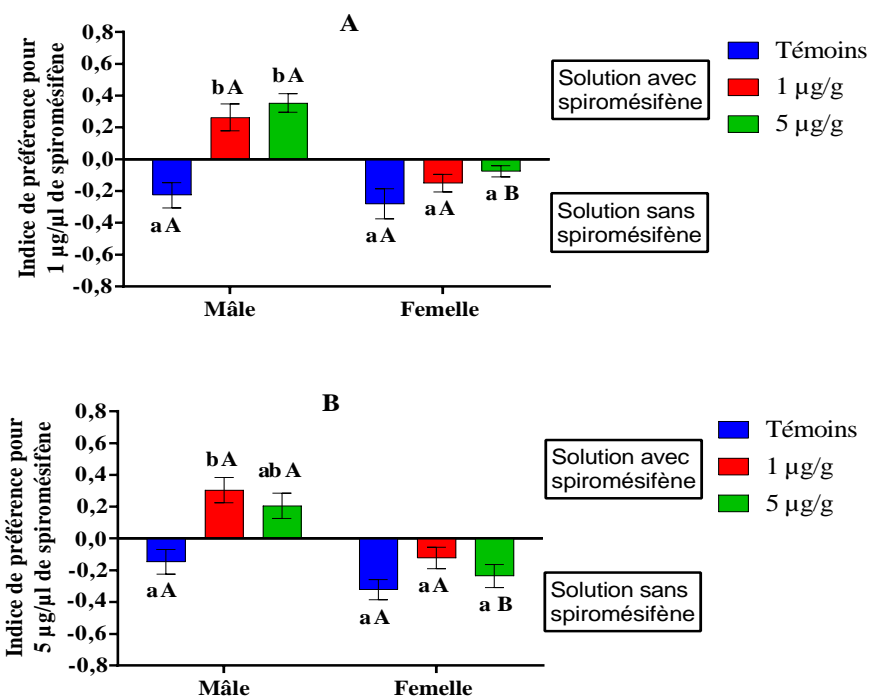 A
Indice de préférence pour
1 µg/µl de spiromésifène
0,8
0,6
0,4
0,2
0,0
-0,2
-0,4
-0,6
-0,8
b A
b A
a A
a A
a A
a B
Mâle
Femelle
Solution avec
spiromésifène
Solution sans
spiromésifène
Témoins
1 µg/g
5 µg/g
B
Indice de préférence pour
5 µg/µl de spiromésifène
0,8
0,6
0,4
0,2
0,0
-0,2
-0,4
-0,6
-0,8
b A
ab A
a A
a A
a A
a B
Mâle
Femelle
Solution avec
spiromésifène
Solution sans
spiromésifène
Témoins
1 µg/g
5 µg/g